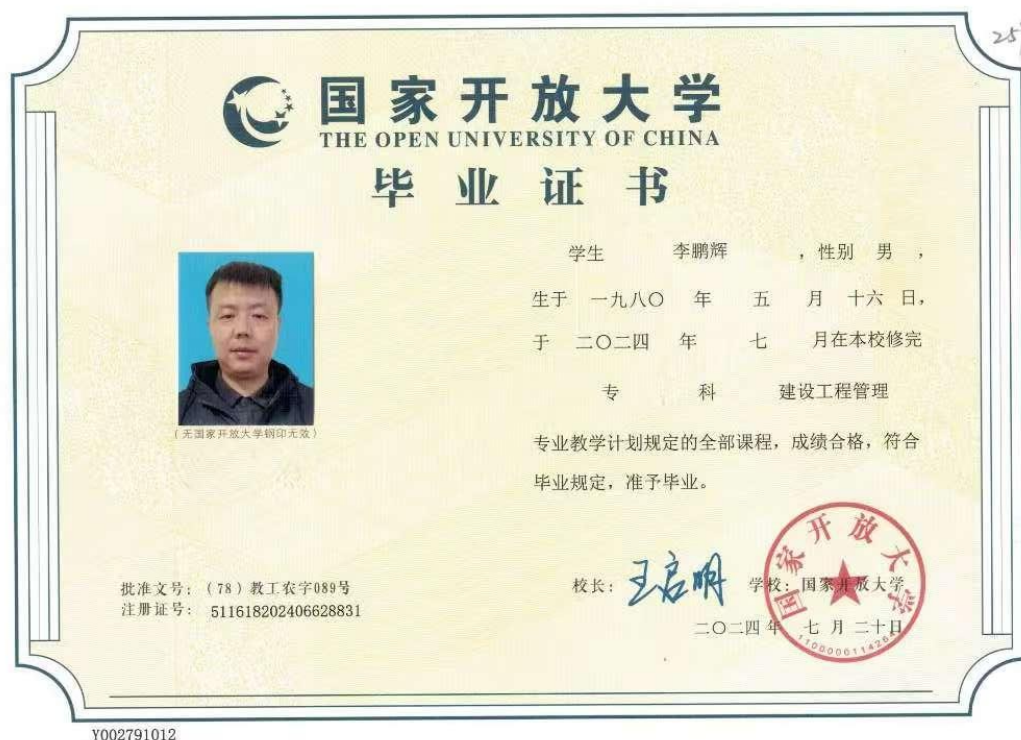 25
国家开放大学
THE OPEN UNIVERSITY OF CHINA
毕业证书
学生 李鹏辉 ，性别 男 ，
生于 一九八〇 年 五 月 十六 日，
于 二〇二四 年 七 月在本校修完
专 科 建设工程管理
（无国家开放大学钢印无效）
专业教学计划规定的全部课程，成绩合格，符合
毕业规定，准予毕业。
批准文号：（78）教工农字089号
注册证号：511618202406628831
校长：王启明 学校：国家开放大学
二〇二四年 七月二十日
国家开放大学
Y002791012